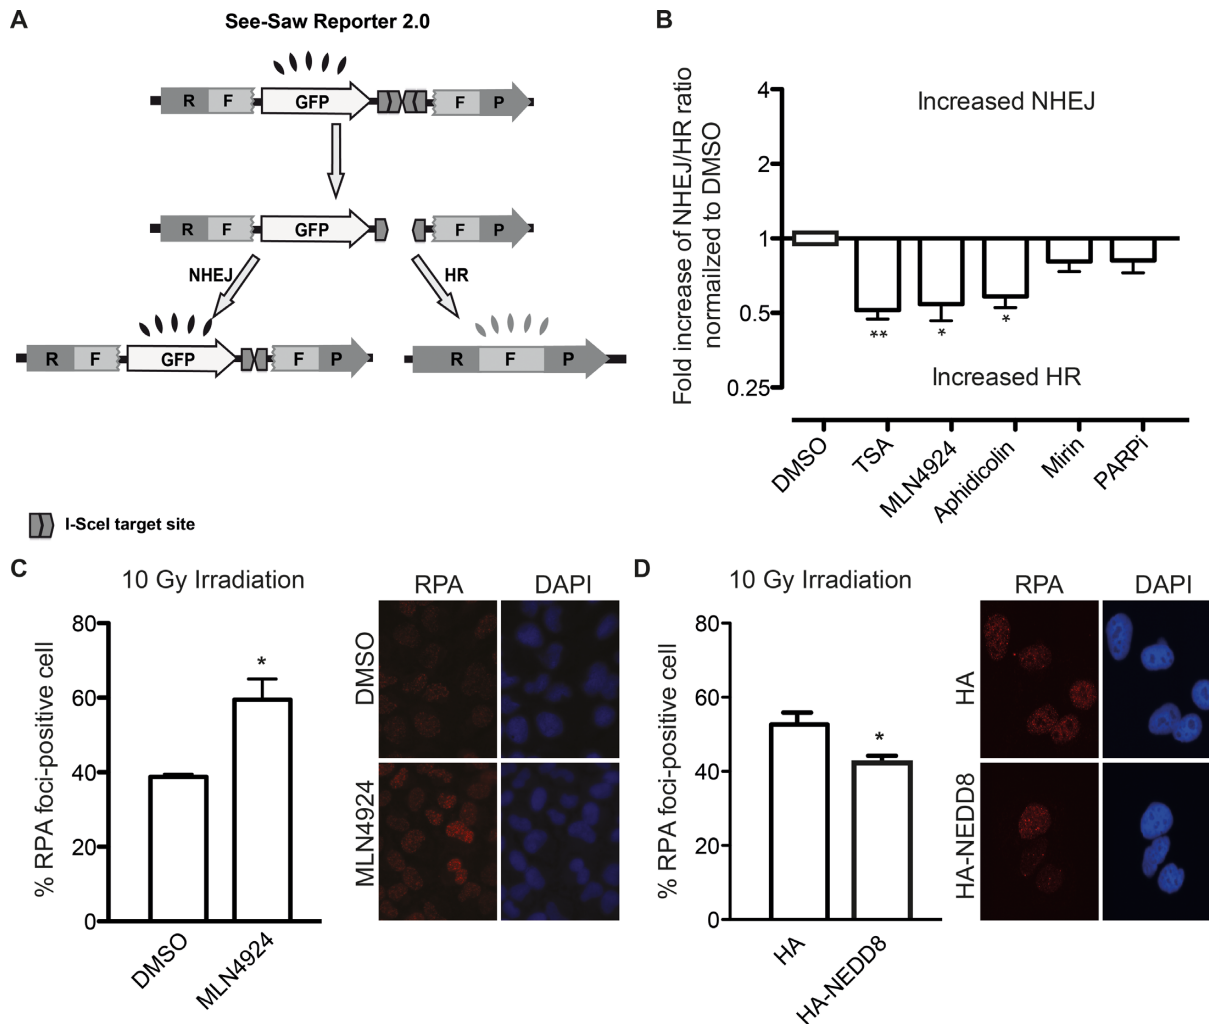 A
See-Saw Reporter 2.0
R F GFP F P
R F GFP F P
NHEJ HR
R F GFP F P
R F P
I-SceI target site
B
Fold increase of NHEJ/HR ratio
normailzed to DMSO
4
2
1
0.5
0.25
Increased NHEJ
** * *
Increased HR
DMSO TSA MLN4924 Aphidicolin Mirin PARPi
C
10 Gy Irradiation
% RPA foci-positive cell
80
60
40
20
0
*
DMSO MLN4924
RPA DAPI
DMSO
MLN4924
D
10 Gy Irradiation
% RPA foci-positive cell
80
60
40
20
0
*
HA HA-NEDD8
RPA DAPI
HA
HA-NEDD8